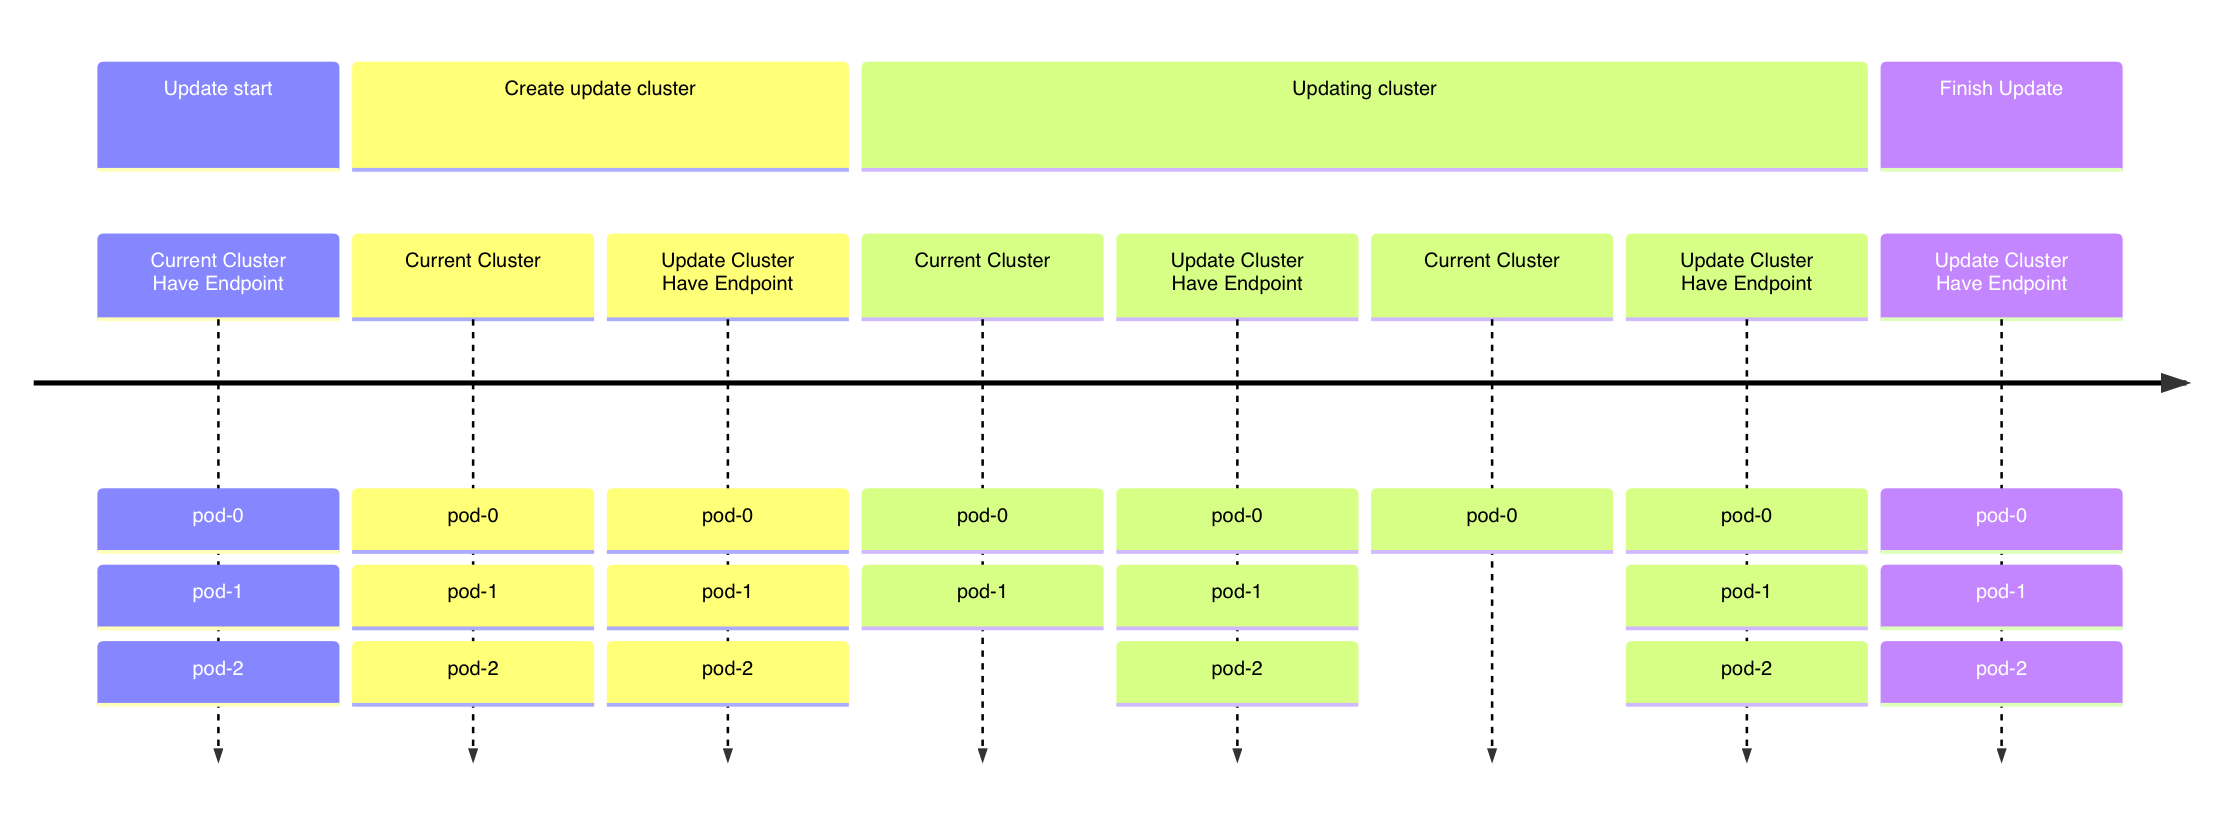 Update start
Create update cluster
Updating cluster
Finish Update
Current Cluster
Have Endpoint
Current Cluster
Update Cluster
Have Endpoint
Current Cluster
Update Cluster
Have Endpoint
Current Cluster
Update Cluster
Have Endpoint
Update Cluster
Have Endpoint
pod-0
pod-0
pod-0
pod-0
pod-0
pod-0
pod-0
pod-0
pod-1
pod-1
pod-1
pod-1
pod-1
pod-1
pod-1
pod-2
pod-2
pod-2
pod-2
pod-2
pod-2